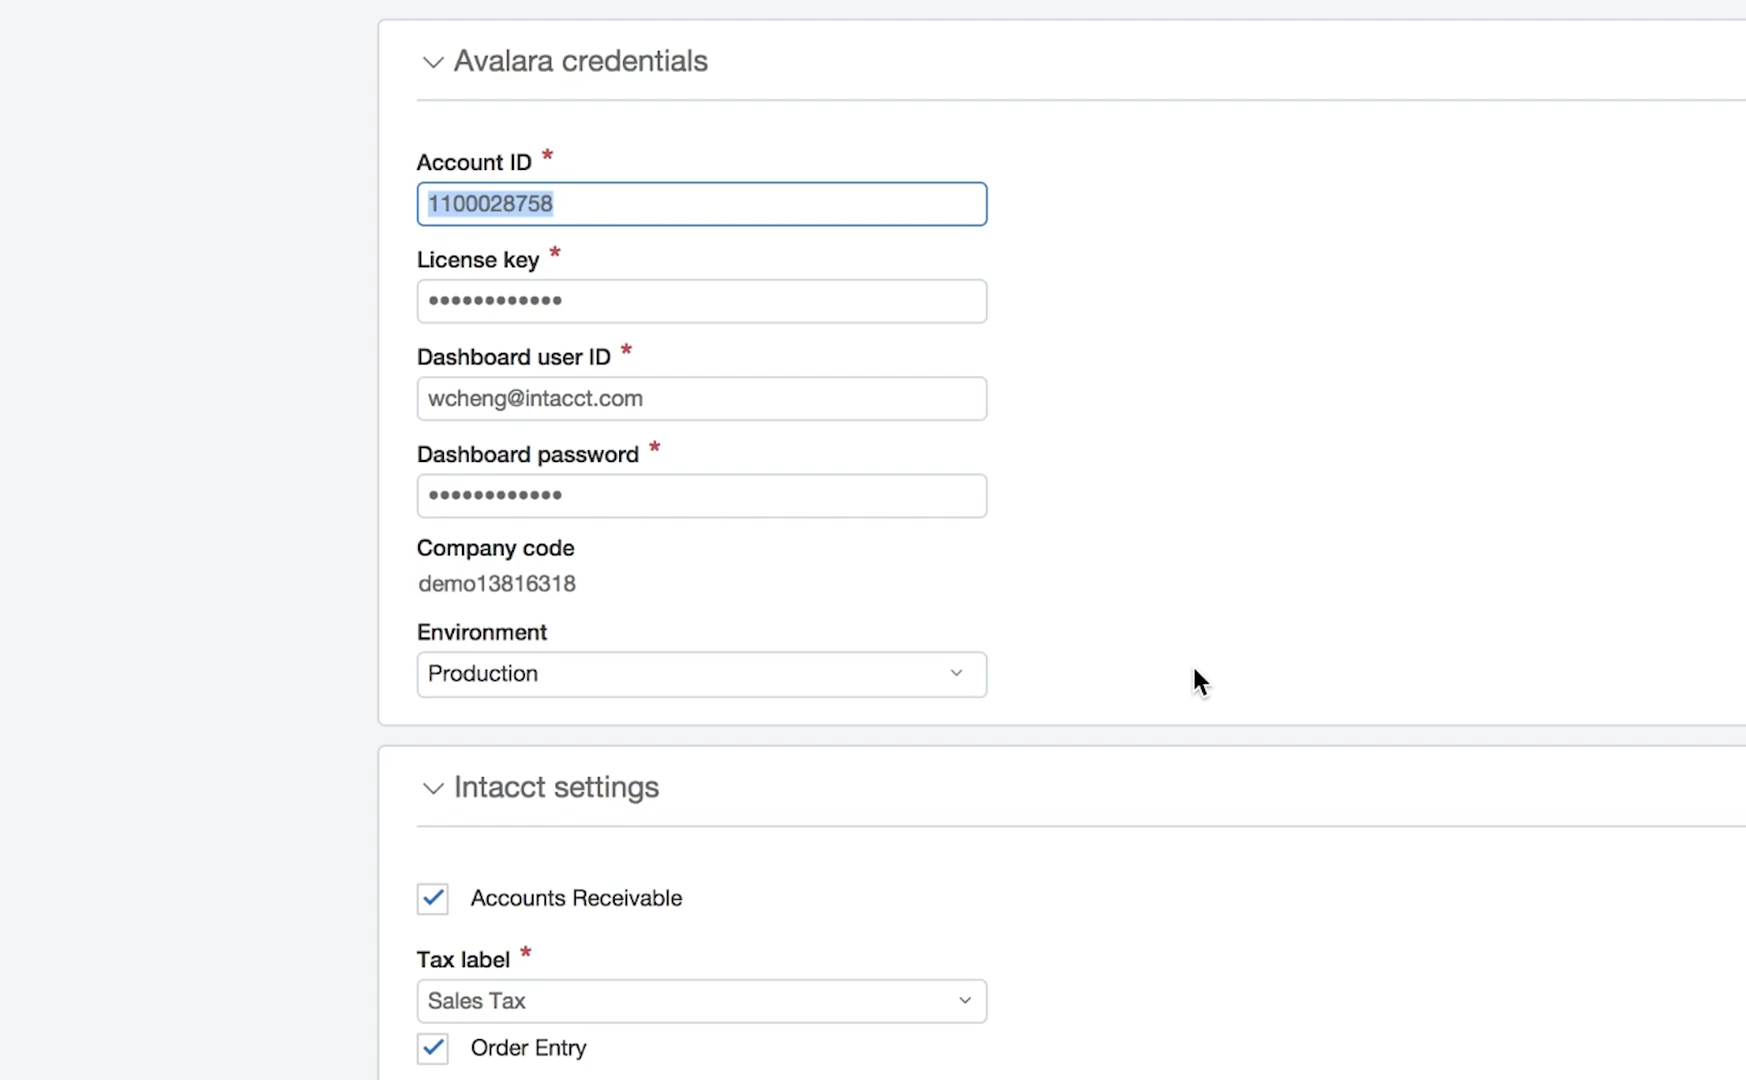 Avalara credentials
Account ID *
1100028758
License key *
••••••••••••
Dashboard user ID *
wcheng@intacct.com
Dashboard password *
••••••••••••
Company code
demo13816318
Environment
Production
Intacct settings
Accounts Receivable
Tax label *
Sales Tax
Order Entry